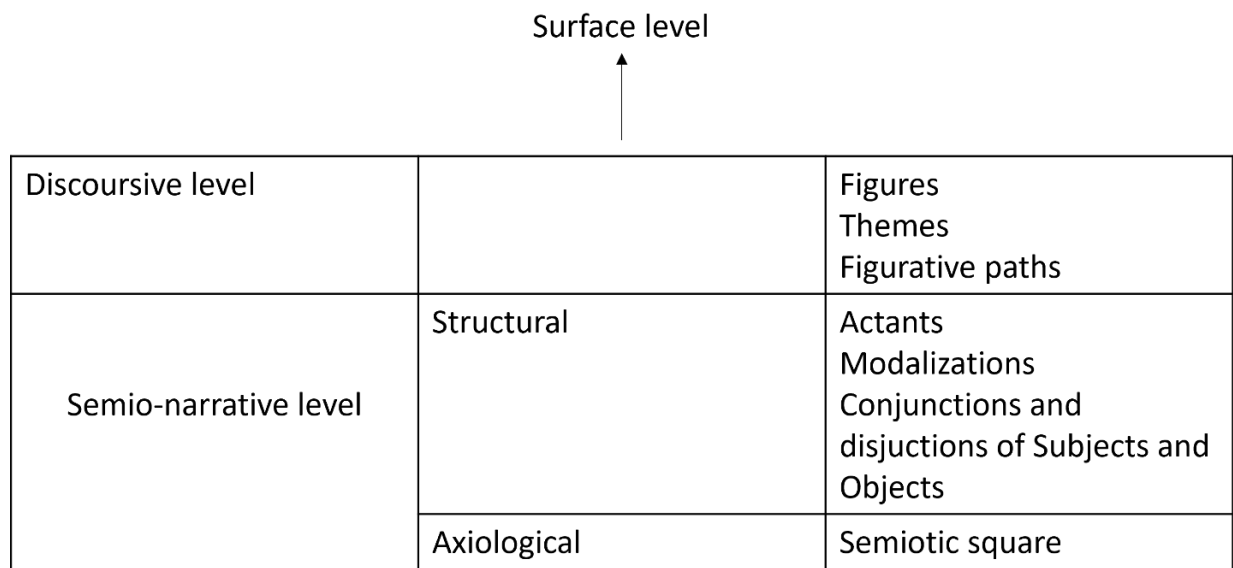 Surface level
Discoursive level
Figures
Themes
Figurative paths
Semio-narrative level
Structural
Actants
Modalizations
Conjunctions and
disjuctions of Subjects and
Objects
Axiological
Semiotic square